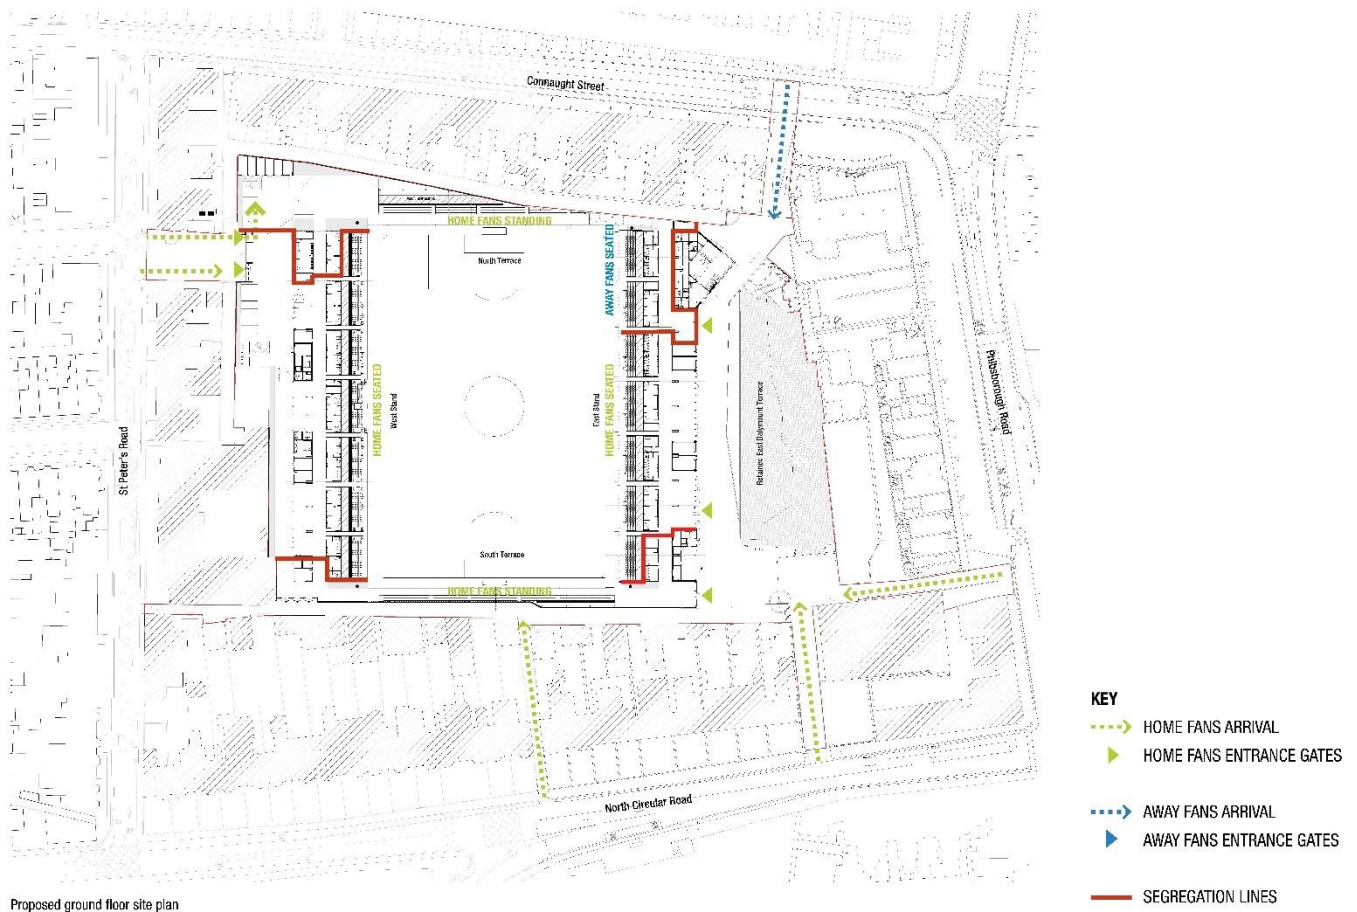 Connaught Street
HOME FANS STANDING
North Terrace
AWAY FANS SEATED
HOME FANS SEATED
West Stand
East Stand
HOME FANS SEATED
Retained East Dalymount Terrace
Phibsborough Road
St Peter's Road
South Terrace
HOME FANS STANDING
North Circular Road
KEY
HOME FANS ARRIVAL
HOME FANS ENTRANCE GATES
AWAY FANS ARRIVAL
AWAY FANS ENTRANCE GATES
SEGREGATION LINES
Proposed ground floor site plan